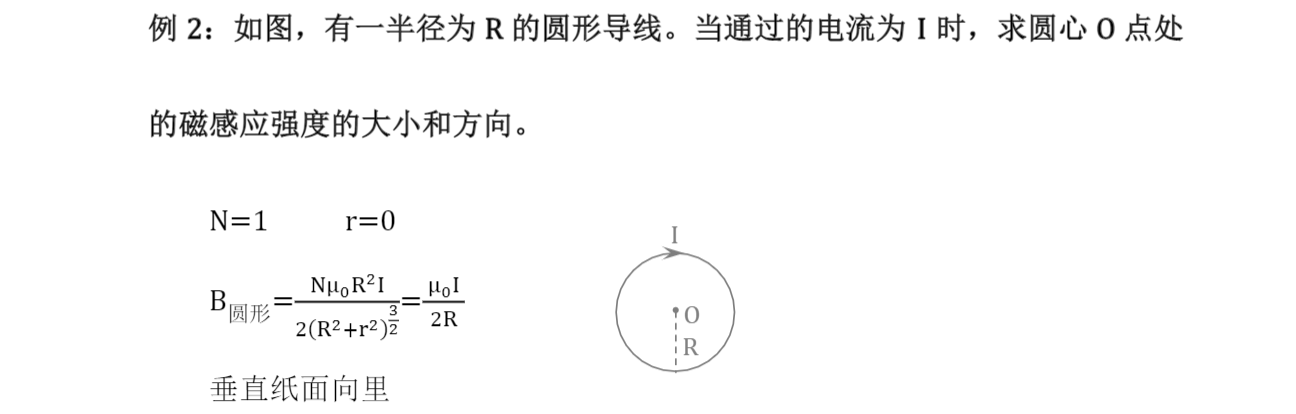 例 2：如图，有一半径为 R 的圆形导线。当通过的电流为 I 时，求圆心 O 点处
的磁感应强度的大小和方向。
N=1 r=0
B圆形=Nμ₀R²I/2(R²+r²)^(3/2)=μ₀I/2R
垂直纸面向里
I
O
R